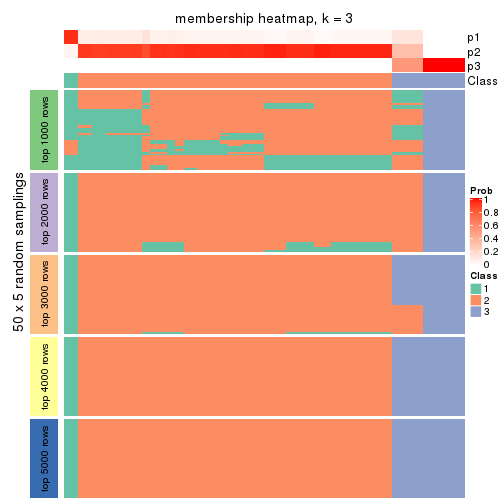 membership heatmap, k = 3
p1
p2
p3
Class
50 x 5 random samplings
top 1000 rows
top 2000 rows
top 3000 rows
top 4000 rows
top 5000 rows
Prob
1
0.8
0.6
0.4
0.2
0
Class
1
2
3